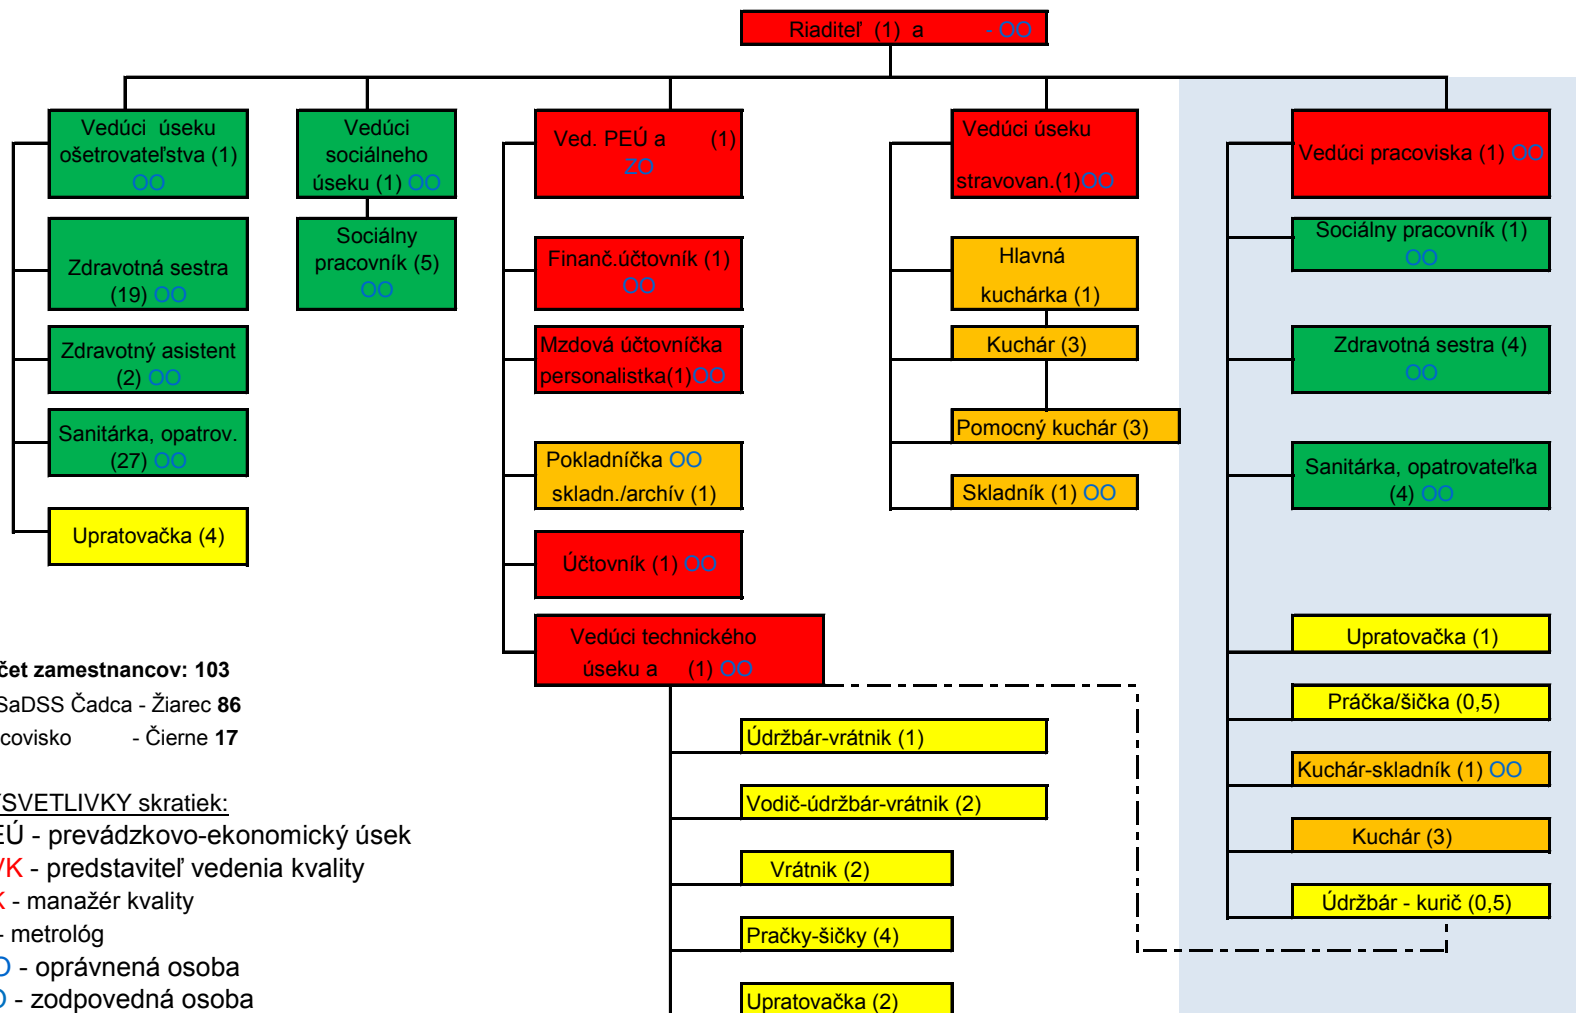 Riaditeľ (1) a - OO
Vedúci úseku
ošetrovateľstva (1)
OO
Zdravotná sestra
(19) OO
Zdravotný asistent
(2) OO
Sanitárka, opatrov.
(27) OO
Upratovačka (4)
Vedúci
sociálneho
úseku (1) OO
Sociálny
pracovník (5)
OO
Ved. PEÚ a (1)
ZO
Finanč.účtovník (1)
OO
Mzdová účtovníčka
personalistka(1)OO
Pokladníčka OO
skladn./archív (1)
Účtovník (1) OO
Vedúci technického
úseku a (1) OO
Údržbár-vrátnik (1)
Vodič-údržbár-vrátnik (2)
Vrátnik (2)
Pračky-šičky (4)
Upratovačka (2)
Vedúci úseku
stravovan.(1)OO
Hlavná
kuchárka (1)
Kuchár (3)
Pomocný kuchár (3)
Skladník (1) OO
Vedúci pracoviska (1) OO
Sociálny pracovník (1)
OO
Zdravotná sestra (4)
OO
Sanitárka, opatrovateľka
(4) OO
Upratovačka (1)
Práčka/šička (0,5)
Kuchár-skladník (1) OO
Kuchár (3)
Údržbár - kurič (0,5)
čet zamestnancov: 103
SaDSS Čadca - Žiarec 86
covisko - Čierne 17
YSVETLIVKY skratiek:
EÚ - prevádzkovo-ekonomický úsek
VK - predstaviteľ vedenia kvality
K - manažér kvality
- metrológ
O - oprávnená osoba
O - zodpovedná osoba